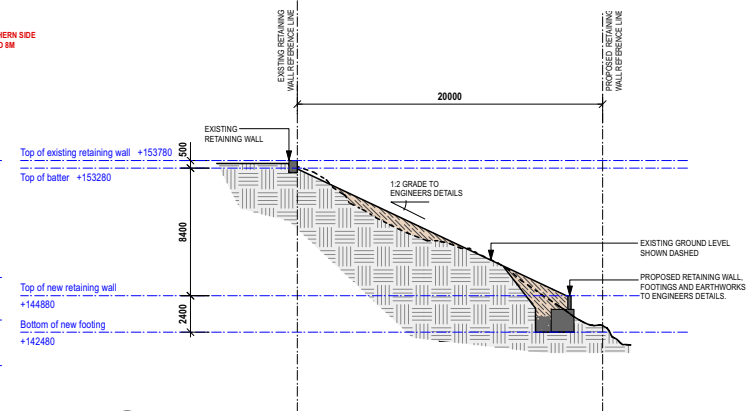 HERN SIDE
D 8M
EXISTING RETAINING
WALL REFERENCE LINE
PROPOSED RETAINING
WALL REFERENCE LINE
20000
EXISTING
RETAINING WALL
Top of existing retaining wall +153780
500
Top of batter +153280
1:2 GRADE TO
ENGINEERS DETAILS
8400
EXISTING GROUND LEVEL
SHOWN DASHED
PROPOSED RETAINING WALL,
FOOTINGS AND EARTHWORKS
TO ENGINEERS DETAILS.
Top of new retaining wall
+144880
2400
Bottom of new footing
+142480